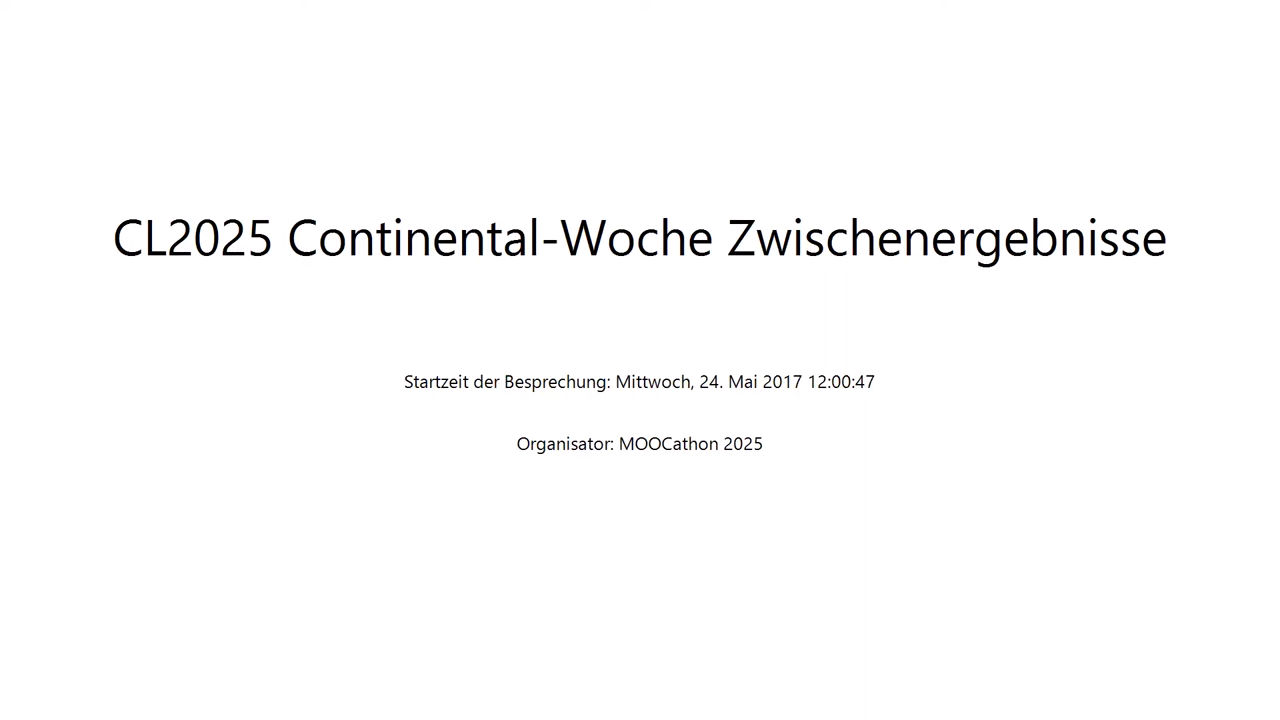 CL2025 Continental-Woche Zwischenergebnisse
Startzeit der Besprechung: Mittwoch, 24. Mai 2017 12:00:47
Organisator: MOOCathon 2025